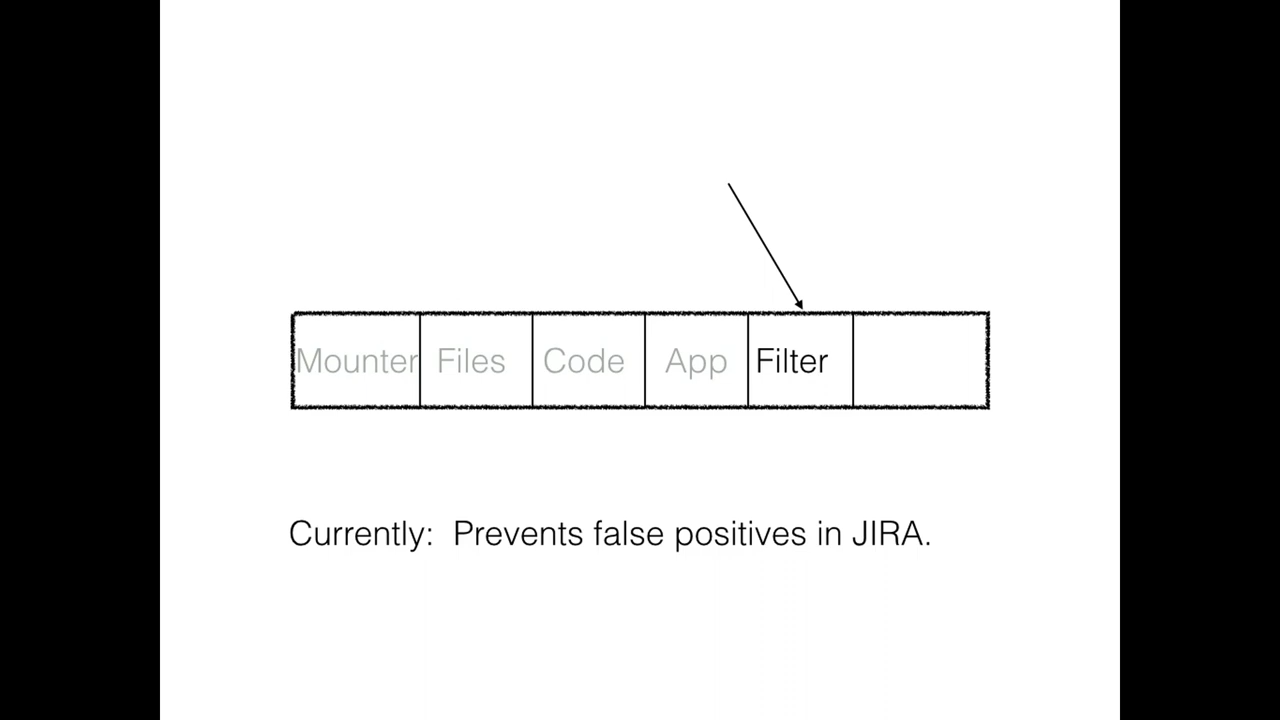 Mounter Files Code App Filter
Currently: Prevents false positives in JIRA.